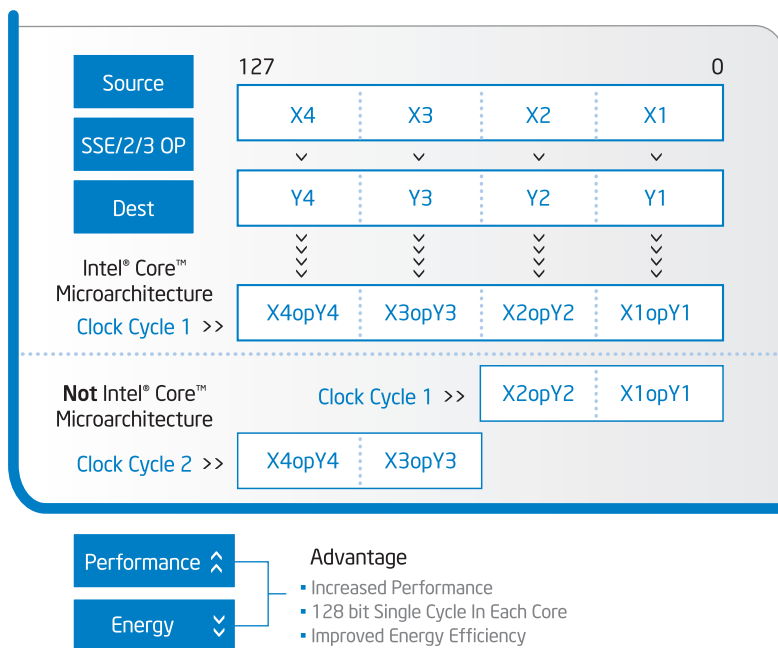 127 0
Source
X4 X3 X2 X1
SSE/2/3 OP
Dest
Y4 Y3 Y2 Y1
Intel® Core™
Microarchitecture
Clock Cycle 1 >>
X4opY4 X3opY3 X2opY2 X1opY1
Not Intel® Core™
Microarchitecture
Clock Cycle 1 >>
X2opY2 X1opY1
Clock Cycle 2 >>
X4opY4 X3opY3
Performance
Energy
Advantage
▪ Increased Performance
▪ 128 bit Single Cycle In Each Core
▪ Improved Energy Efficiency